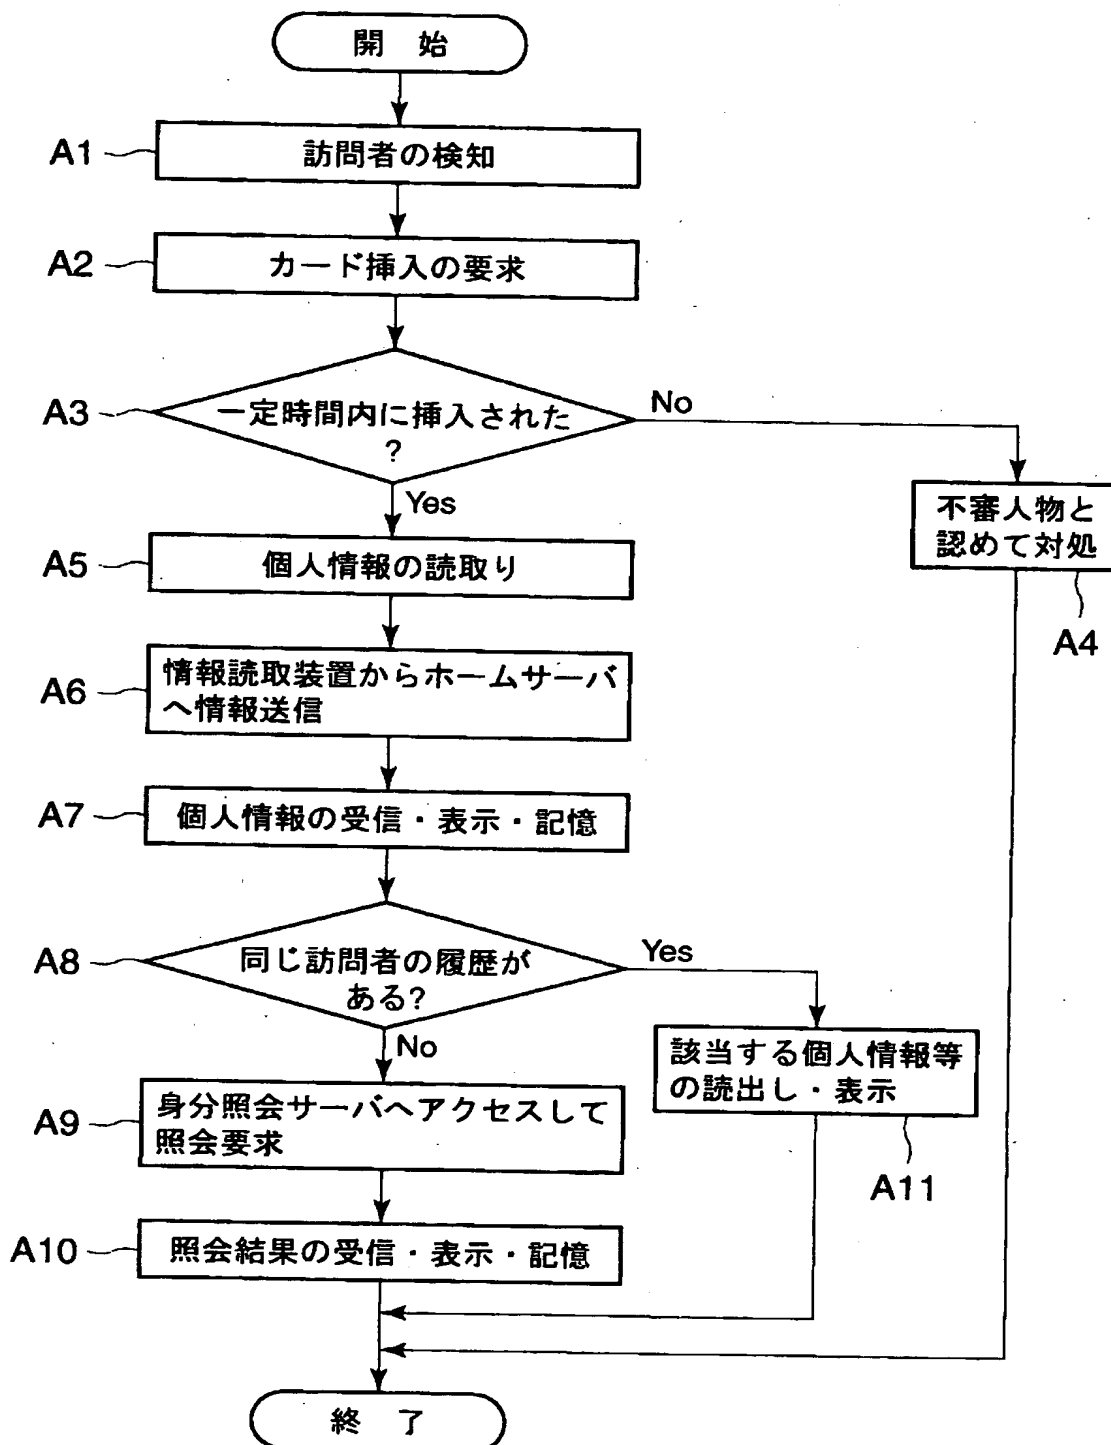 開 始
A1
訪問者の検知
A2
カード挿入の要求
A3
一定時間内に挿入された
?
No
Yes
不審人物と
認めて対処
A4
A5
個人情報の読取り
A6
情報読取装置からホームサーバ
へ情報送信
A7
個人情報の受信・表示・記憶
A8
同じ訪問者の履歴が
ある?
Yes
No
該当する個人情報等
の読出し・表示
A11
A9
身分照会サーバへアクセスして
照会要求
A10
照会結果の受信・表示・記憶
終 了